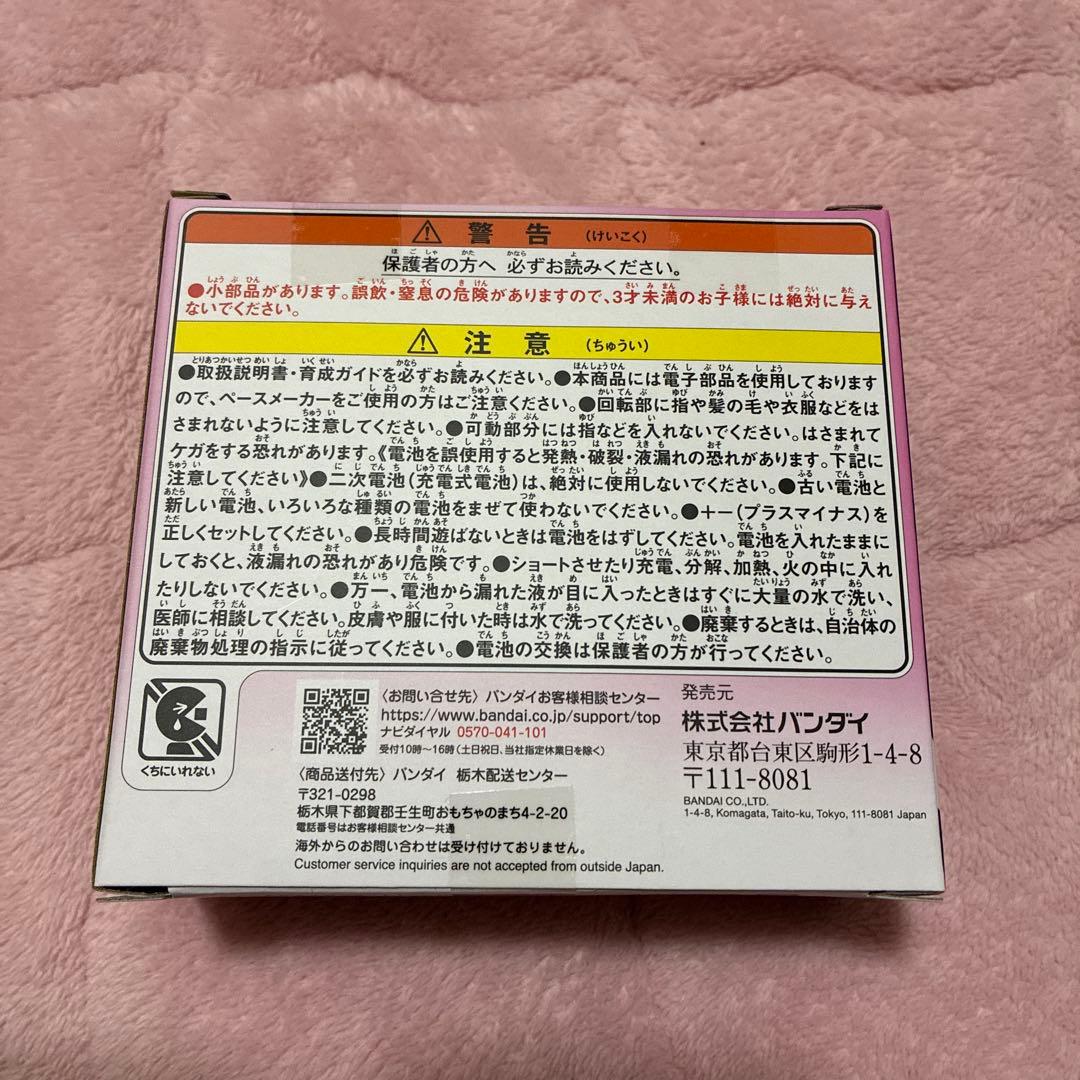 警告 (けいこく)
保護者の方へ 必ずお読みください。
●小部品があります。誤飲・窒息の危険がありますので、3才未満のお子様には絶対に与え
ないでください。
注意 (ちゅうい)
●取扱説明書・育成ガイドを必ずお読みください。●本商品には電子部品を使用しております
ので、ペースメーカーをご使用の方はご注意ください。●回転部に指や髪の毛や衣服などをは
さまれないように注意してください。●可動部分には指などを入れないでください。はさまれて
ケガをする恐れがあります。《電池を誤使用すると発熱・破裂・液漏れの恐れがあります。下記に
注意してください》●二次電池(充電式電池)は、絶対に使用しないでください。●古い電池と
新しい電池、いろいろな種類の電池をまぜて使わないでください。●+-(プラスマイナス)を
正しくセットしてください。●長時間遊ばないときは電池をはずしてください。電池を入れたままに
しておくと、液漏れの恐れがあり危険です。●ショートさせたり充電、分解、加熱、火の中に入れ
たりしないでください。●万一、電池から漏れた液が目に入ったときはすぐに大量の水で洗い、
医師に相談してください。皮膚や服に付いた時は水で洗ってください。●廃棄するときは、自治体の
廃棄物処理の指示に従ってください。●電池の交換は保護者の方が行ってください。
くちにいれない
〈お問い合せ先〉バンダイお客様相談センター
https://www.bandai.co.jp/support/top
ナビダイヤル 0570-041-101
受付10時〜16時(土日祝日、当社指定休業日を除く)
〈商品送付先〉バンダイ 栃木配送センター
〒321-0298
栃木県下都賀郡壬生町おもちゃのまち4-2-20
電話番号はお客様相談センター共通
海外からのお問い合わせは受け付けておりません。
Customer service inquiries are not accepted from outside Japan.
発売元
株式会社バンダイ
東京都台東区駒形1-4-8
〒111-8081
BANDAI CO.,LTD.
1-4-8, Komagata, Taito-ku, Tokyo, 111-8081 Japan